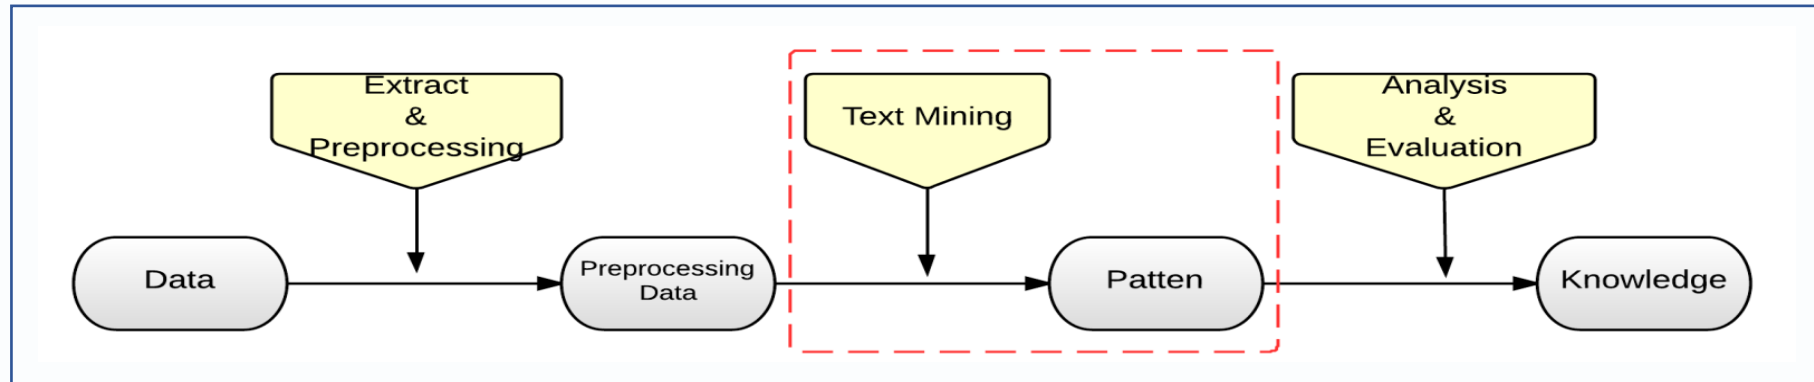 Extract
&
Preprocessing
Text Mining
Analysis
&
Evaluation
Data
Preprocessing
Data
Patten
Knowledge